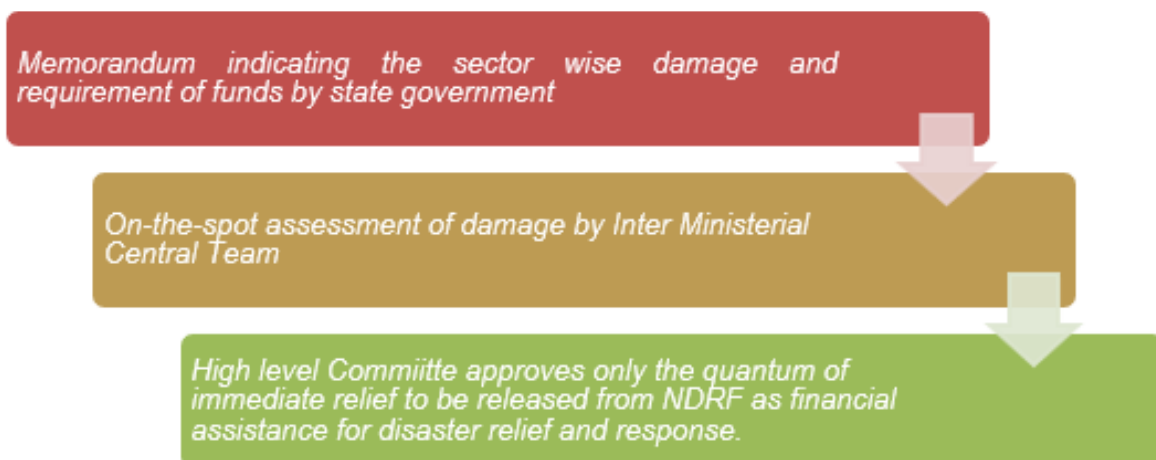 Memorandum indicating the sector wise damage and
requirement of funds by state government
On-the-spot assessment of damage by Inter Ministerial
Central Team
High level Commiitte approves only the quantum of
immediate relief to be released from NDRF as financial
assistance for disaster relief and response.